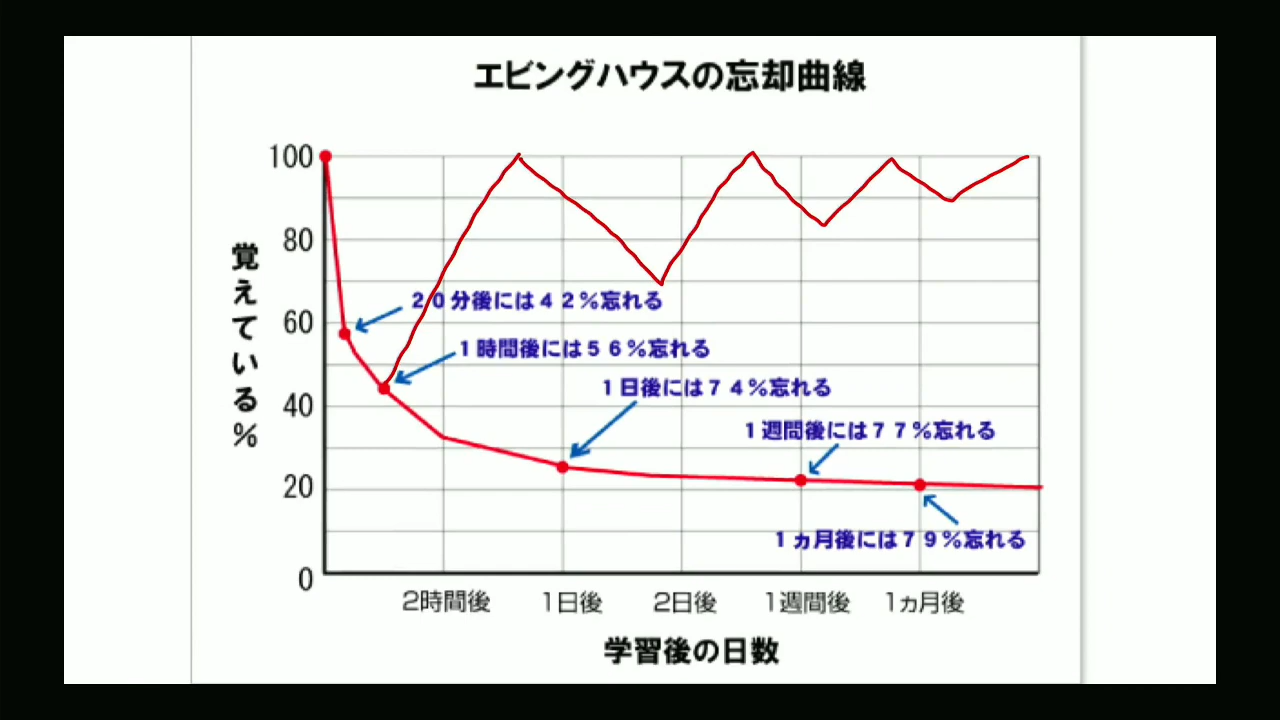 エビングハウスの忘却曲線
100
80
60
40
20
0
覚えている％
２０分後には４２％忘れる
１時間後には５６％忘れる
１日後には７４％忘れる
１週間後には７７％忘れる
１ヵ月後には７９％忘れる
2時間後
1日後
2日後
1週間後
1ヵ月後
学習後の日数